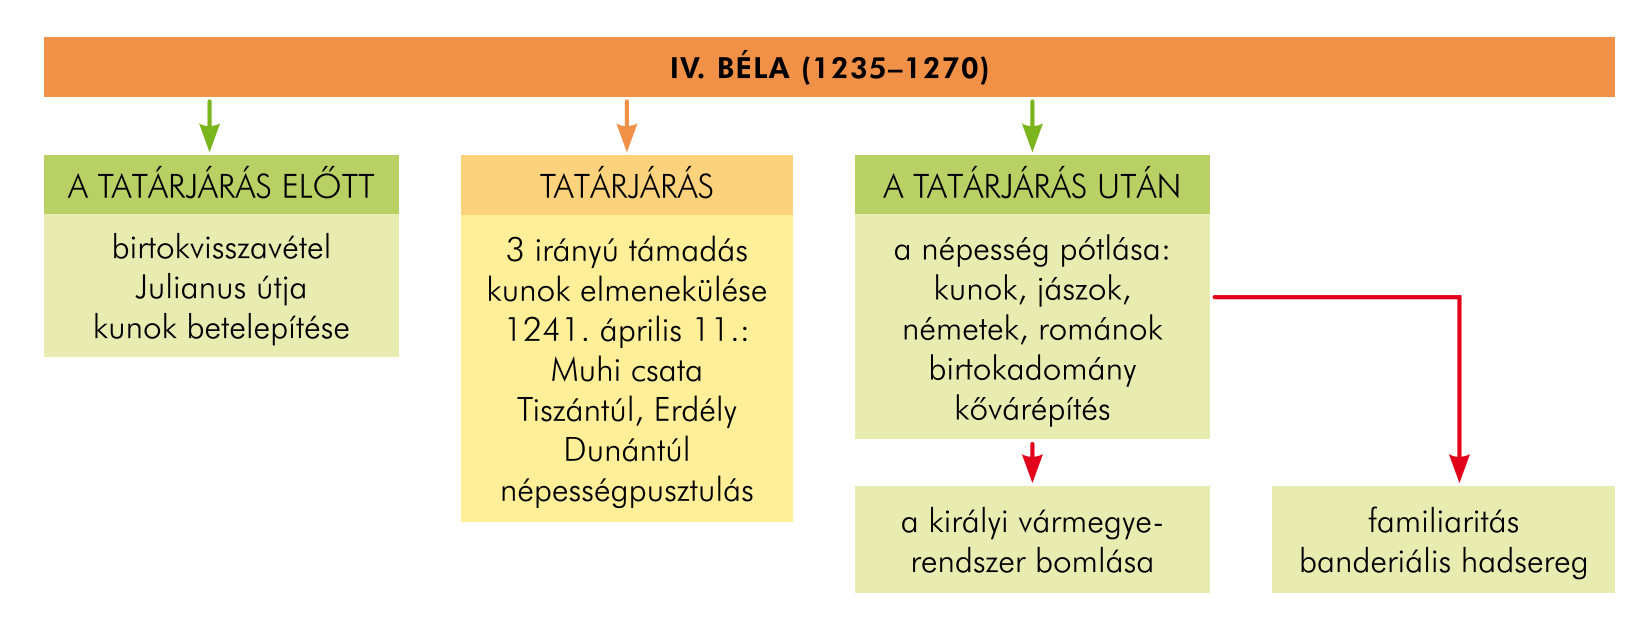 IV. BÉLA (1235–1270)
A TATÁRJÁRÁS ELŐTT
birtokvisszavétel
Julianus útja
kunok betelepítése
TATÁRJÁRÁS
3 irányú támadás
kunok elmenekülése
1241. április 11.:
Muhi csata
Tiszántúl, Erdély
Dunántúl
népességpusztulás
A TATÁRJÁRÁS UTÁN
a népesség pótlása:
kunok, jászok,
németek, románok
birtokadomány
kővárépítés
a királyi vármegye-
rendszer bomlása
familiaritás
banderiális hadsereg